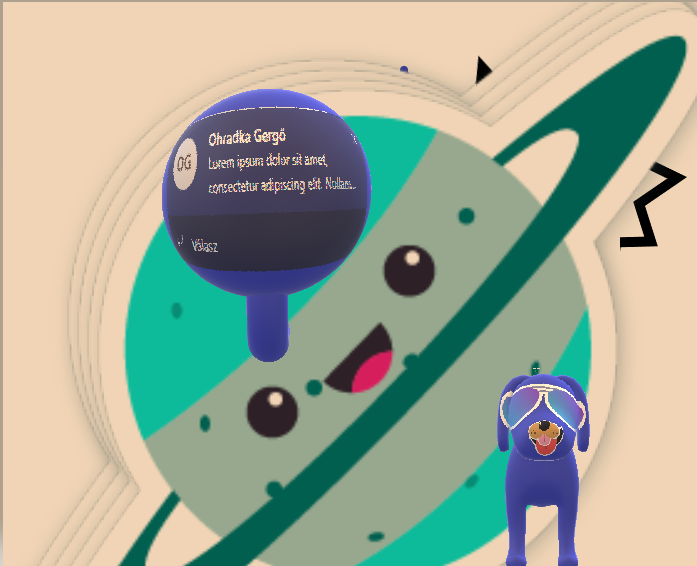 Ohradka Gergő
OG
Lorem ipsum dolor sit amet,
consectetur adipiscing elit. Nullam...
Válasz